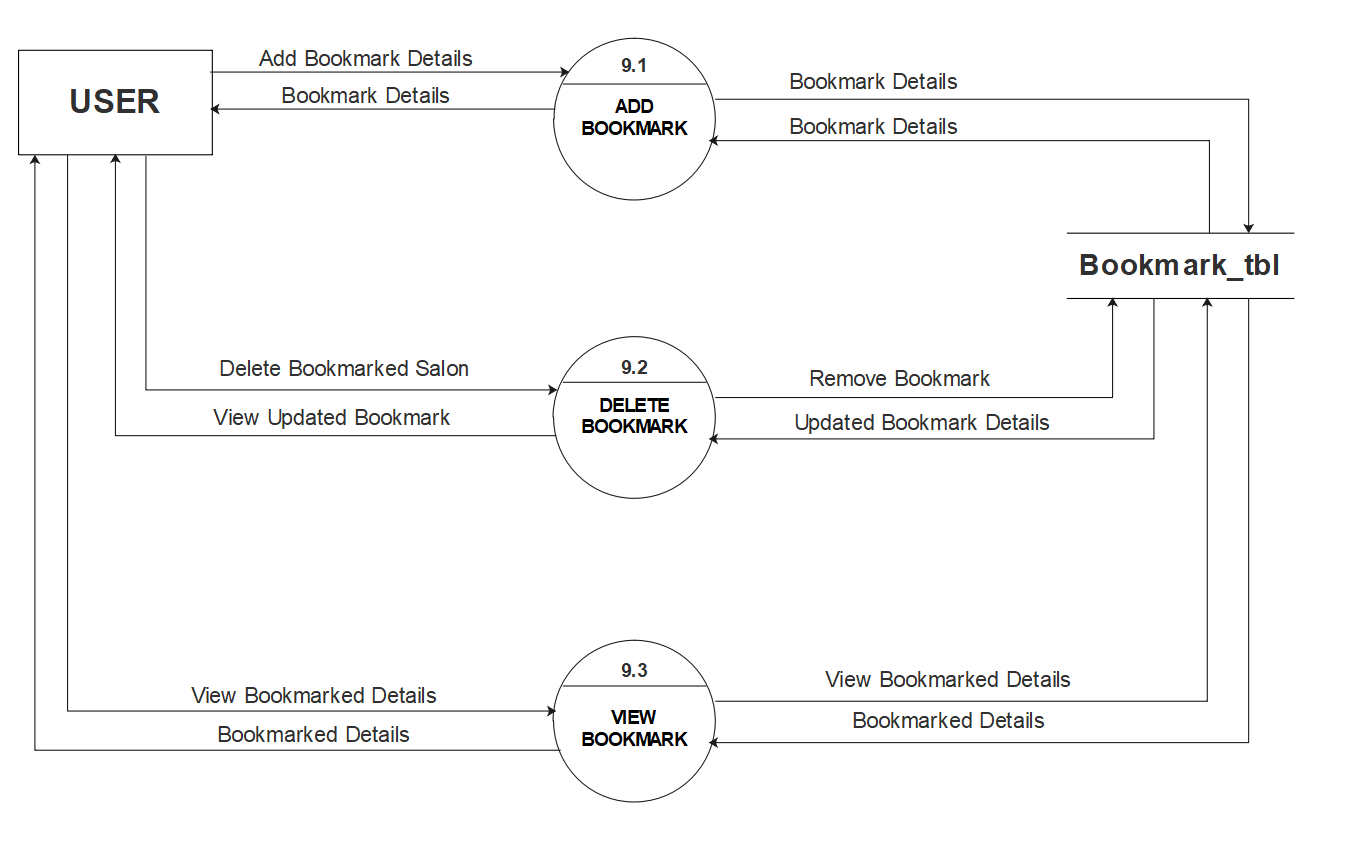 USER
Add Bookmark Details
Bookmark Details
9.1
ADD
BOOKMARK
Bookmark Details
Bookmark Details
Bookmark_tbl
Delete Bookmarked Salon
View Updated Bookmark
9.2
DELETE
BOOKMARK
Remove Bookmark
Updated Bookmark Details
View Bookmarked Details
Bookmarked Details
9.3
VIEW
BOOKMARK
View Bookmarked Details
Bookmarked Details